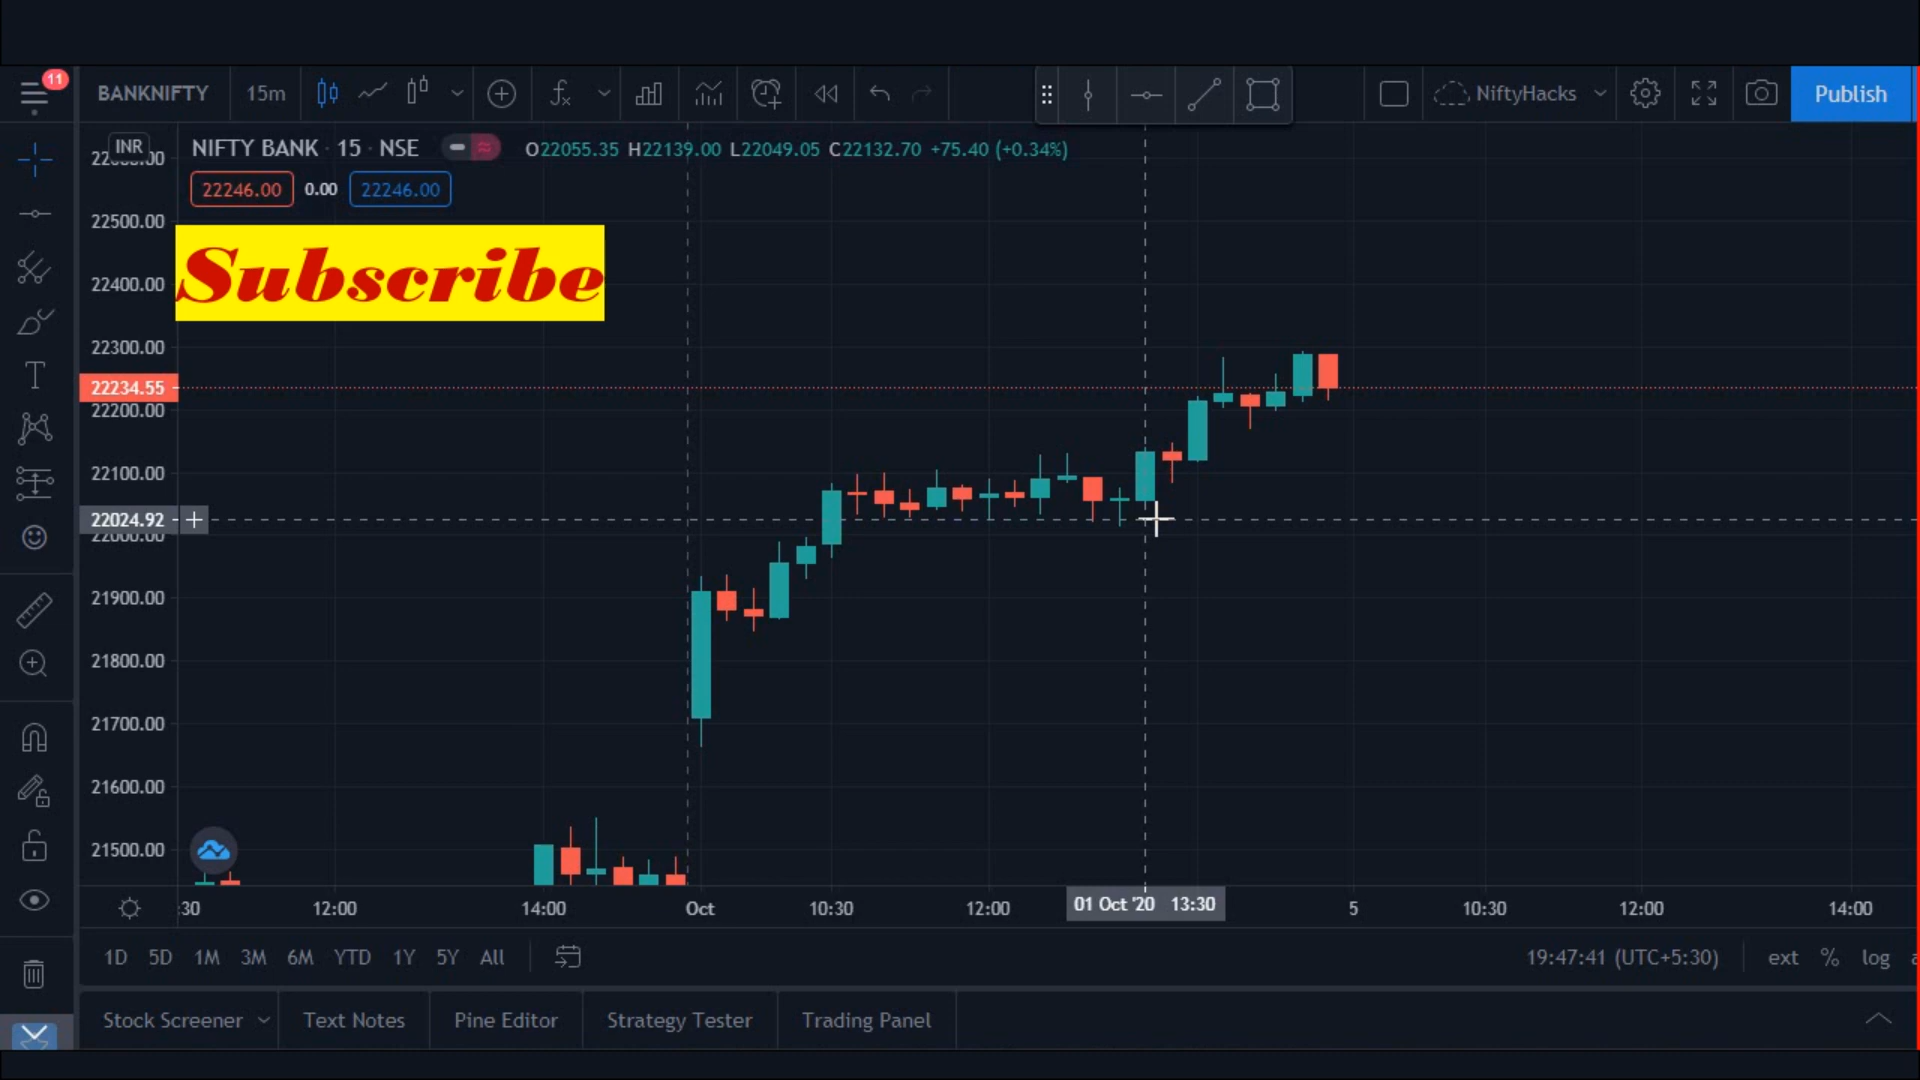 11
BANKNIFTY 15m NiftyHacks Publish
INR
NIFTY BANK · 15 · NSE O22055.35 H22139.00 L22049.05 C22132.70 +75.40 (+0.34%)
22246.00 0.00 22246.00
22500.00
Subscribe
22400.00
22300.00
22234.55
22200.00
22100.00
22024.92
22000.00
21900.00
21800.00
21700.00
21600.00
21500.00
:30 12:00 14:00 Oct 10:30 12:00 01 Oct '20 13:30 5 10:30 12:00 14:00
1D 5D 1M 3M 6M YTD 1Y 5Y All 19:47:41 (UTC+5:30) ext % log
Stock Screener Text Notes Pine Editor Strategy Tester Trading Panel